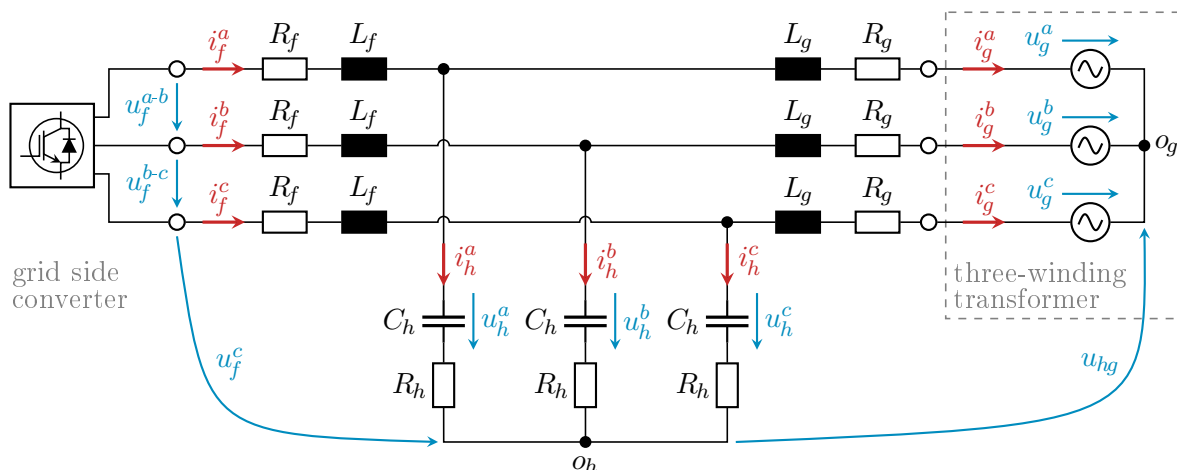 i_f^a R_f L_f L_g R_g i_g^a u_g^a
u_f^{a-b} i_f^b R_f L_f L_g R_g i_g^b u_g^b
o_g
u_f^{b-c} i_f^c R_f L_f L_g R_g i_g^c u_g^c
i_h^a i_h^b i_h^c
grid side
converter
three-winding
transformer
C_h u_h^a C_h u_h^b C_h u_h^c
u_f^c
u_{hg}
R_h R_h R_h
o_h